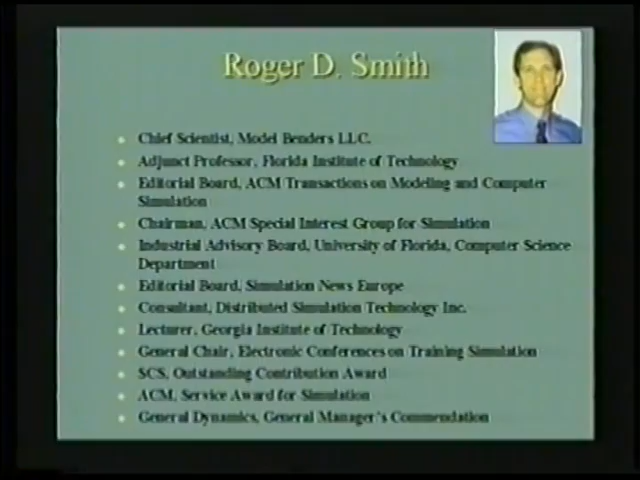 Roger D. Smith
Chief Scientist, Model Benders LLC.
Adjunct Professor, Florida Institute of Technology
Editorial Board, ACM Transactions on Modeling and Computer
Simulation
Chairman, ACM Special Interest Group for Simulation
Industrial Advisory Board, University of Florida, Computer Science
Department
Editorial Board, Simulation News Europe
Consultant, Distributed Simulation Technology Inc.
Lecturer, Georgia Institute of Technology
General Chair, Electronic Conferences on Training Simulation
SCS, Outstanding Contribution Award
ACM, Service Award for Simulation
General Dynamics, General Manager's Commendation